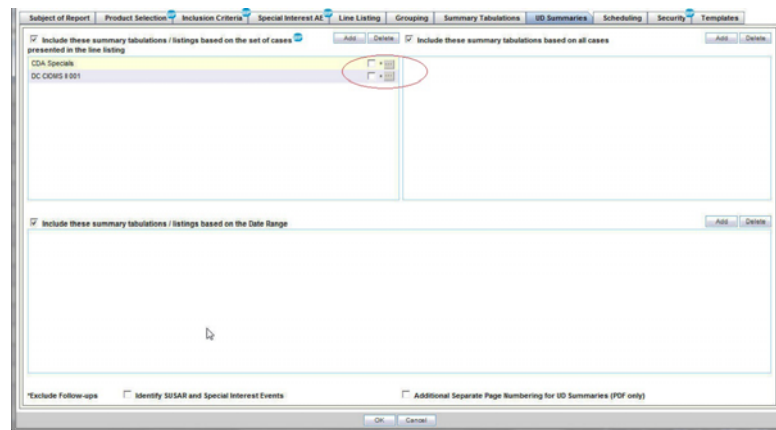 Subject of Report Product Selection Inclusion Criteria Special Interest AE Line Listing Grouping Summary Tabulations UD Summaries Scheduling Security Templates
Include these summary tabulations / listings based on the set of cases Add Delete Include these summary tabulations based on all cases Add Delete
presented in the line listing
CDA Specials *
DC CIOMS II 001 *
Include these summary tabulations / listings based on the Date Range Add Delete
*Exclude Follow-ups Identify SUSAR and Special Interest Events Additional Separate Page Numbering for UD Summaries (PDF only)
OK Cancel